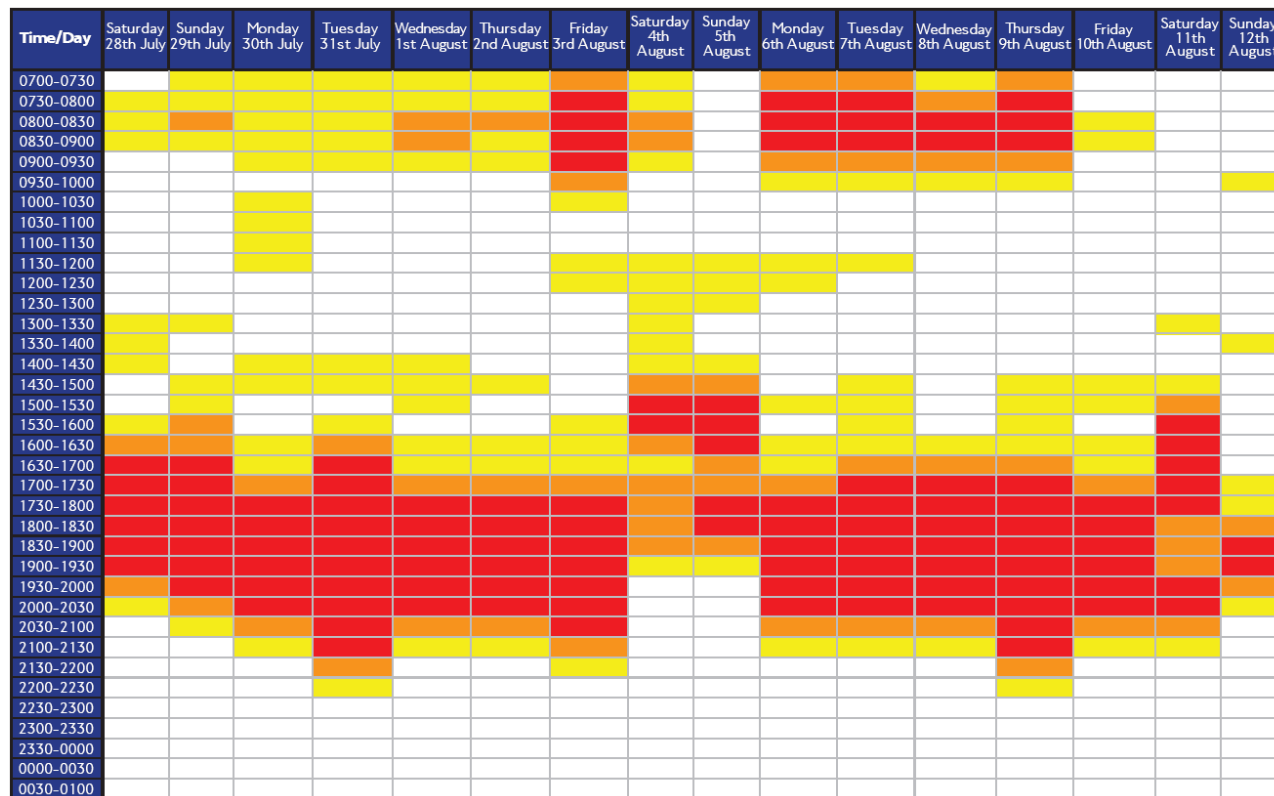 Time/Day
Saturday
28th July
Sunday
29th July
Monday
30th July
Tuesday
31st July
Wednesday
1st August
Thursday
2nd August
Friday
3rd August
Saturday
4th
August
Sunday
5th
August
Monday
6th August
Tuesday
7th August
Wednesday
8th August
Thursday
9th August
Friday
10th August
Saturday
11th
August
Sunday
12th
August
0700-0730
0730-0800
0800-0830
0830-0900
0900-0930
0930-1000
1000-1030
1030-1100
1100-1130
1130-1200
1200-1230
1230-1300
1300-1330
1330-1400
1400-1430
1430-1500
1500-1530
1530-1600
1600-1630
1630-1700
1700-1730
1730-1800
1800-1830
1830-1900
1900-1930
1930-2000
2000-2030
2030-2100
2100-2130
2130-2200
2200-2230
2230-2300
2300-2330
2330-0000
0000-0030
0030-0100